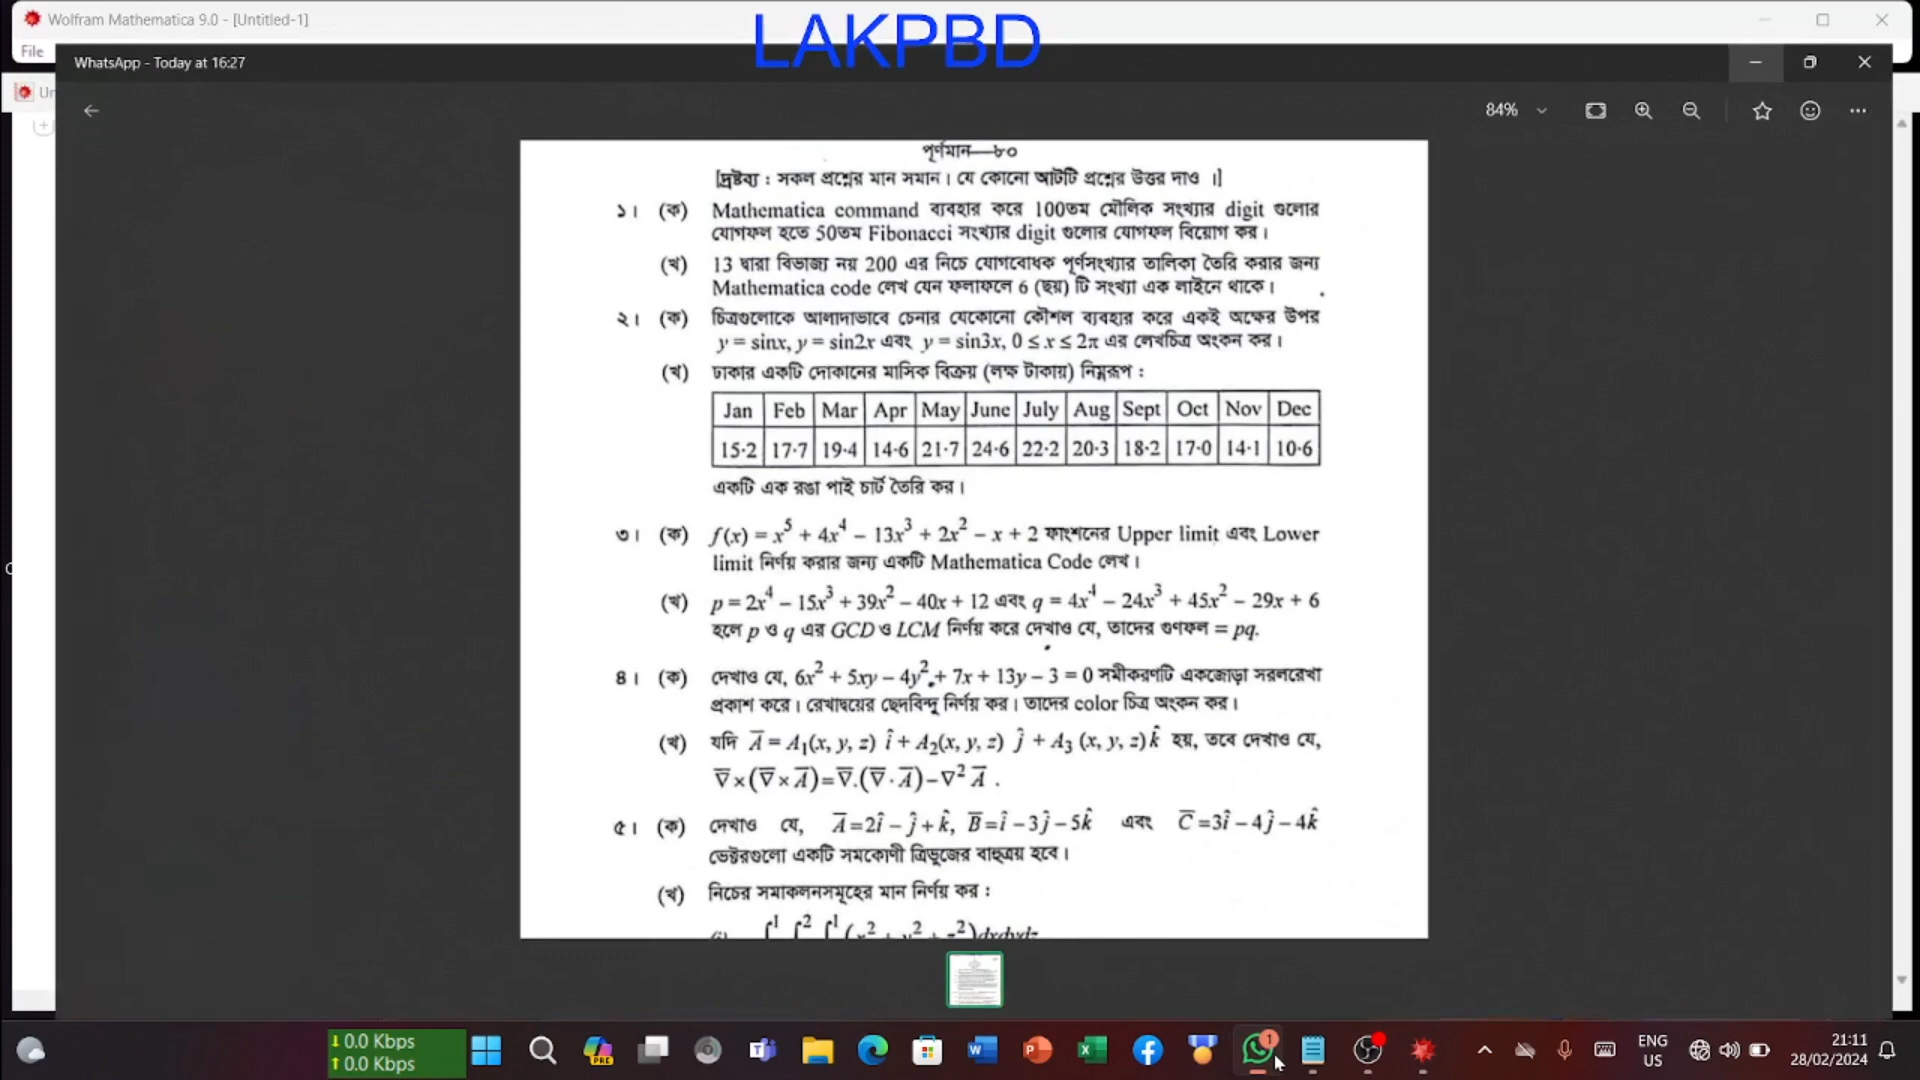 Wolfram Mathematica 9.0 - [Untitled-1]
LAKPBD
File
WhatsApp - Today at 16:27
Un
84%
পূর্ণমান—৮০
[দ্রষ্টব্য : সকল প্রশ্নের মান সমান। যে কোনো আটটি প্রশ্নের উত্তর দাও ।]
১। (ক) Mathematica command ব্যবহার করে 100তম মৌলিক সংখ্যার digit গুলোর
যোগফল হতে 50তম Fibonacci সংখ্যার digit গুলোর যোগফল বিয়োগ কর।
(খ) 13 দ্বারা বিভাজ্য নয় 200 এর নিচে যোগবোধক পূর্ণসংখ্যার তালিকা তৈরি করার জন্য
Mathematica code লেখ যেন ফলাফলে 6 (ছয়) টি সংখ্যা এক লাইনে থাকে।
২। (ক) চিত্রগুলোকে আলাদাভাবে চেনার যেকোনো কৌশল ব্যবহার করে একই অক্ষের উপর
y = sinx, y = sin2x এবং y = sin3x, 0 ≤ x ≤ 2π এর লেখচিত্র অংকন কর।
(খ) ঢাকার একটি দোকানের মাসিক বিক্রয় (লক্ষ টাকায়) নিম্নরূপ :
Jan Feb Mar Apr May June July Aug Sept Oct Nov Dec
15·2 17·7 19·4 14·6 21·7 24·6 22·2 20·3 18·2 17·0 14·1 10·6
একটি এক রঙা পাই চার্ট তৈরি কর।
৩। (ক) f(x) = x⁵ + 4x⁴ − 13x³ + 2x² − x + 2 ফাংশনের Upper limit এবং Lower
limit নির্ণয় করার জন্য একটি Mathematica Code লেখ।
(খ) p = 2x⁴ − 15x³ + 39x² − 40x + 12 এবং q = 4x⁴ − 24x³ + 45x² − 29x + 6
হলে p ও q এর GCD ও LCM নির্ণয় করে দেখাও যে, তাদের গুণফল = pq.
৪। (ক) দেখাও যে, 6x² + 5xy − 4y² + 7x + 13y − 3 = 0 সমীকরণটি একজোড়া সরলরেখা
প্রকাশ করে। রেখাদ্বয়ের ছেদবিন্দু নির্ণয় কর। তাদের color চিত্র অংকন কর।
(খ) যদি A̅ = A₁(x, y, z) î + A₂(x, y, z) ĵ + A₃ (x, y, z) k̂ হয়, তবে দেখাও যে,
∇̅×(∇̅×A̅)=∇̅.(∇̅·A̅)−∇² A̅ .
৫। (ক) দেখাও যে, A̅=2î − ĵ + k̂, B̅=î − 3ĵ − 5k̂ এবং C̅=3î − 4ĵ − 4k̂
ভেক্টরগুলো একটি সমকোণী ত্রিভুজের বাহুত্রয় হবে।
(খ) নিচের সমাকলনসমূহের মান নির্ণয় কর :
↓ 0.0 Kbps
↑ 0.0 Kbps
PRE
1
ENG
US
21:11
28/02/2024